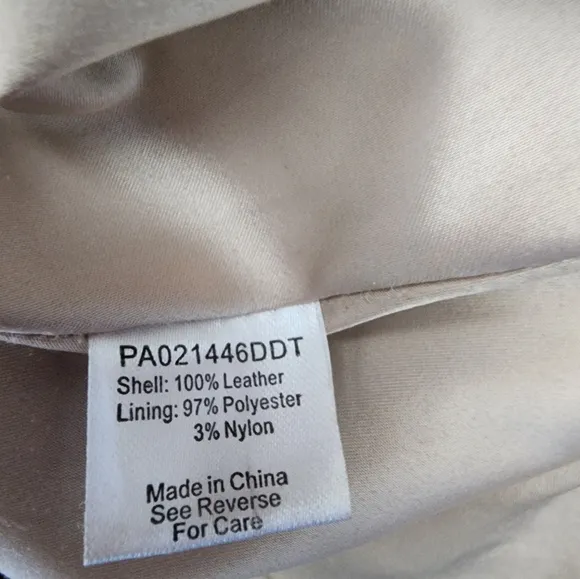 PA021446DDT
Shell: 100% Leather
Lining: 97% Polyester
3% Nylon
Made in China
See Reverse
For Care